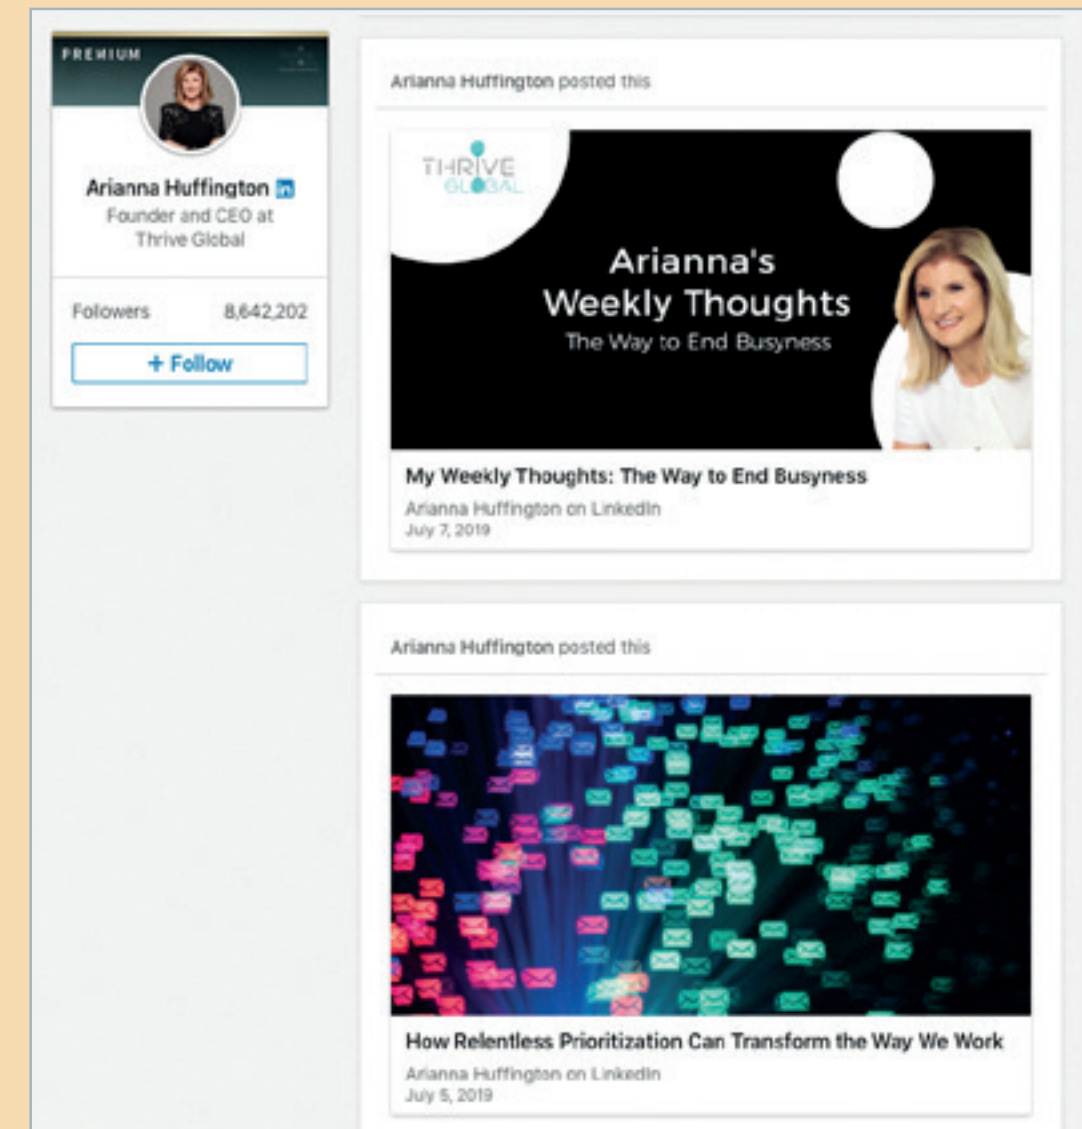 PREMIUM
Arianna Huffington in
Founder and CEO at
Thrive Global
Followers 8,642,202
+ Follow
Arianna Huffington posted this
THRIVE
GLOBAL
Arianna's
Weekly Thoughts
The Way to End Busyness
My Weekly Thoughts: The Way to End Busyness
Arianna Huffington on LinkedIn
July 7, 2019
Arianna Huffington posted this
How Relentless Prioritization Can Transform the Way We Work
Arianna Huffington on LinkedIn
July 5, 2019